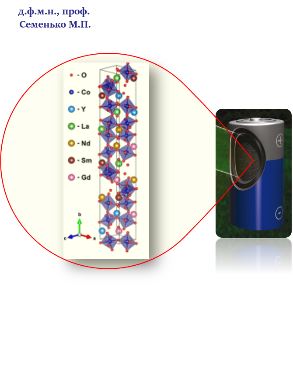 д.ф.м.н., проф.
Семенько М.П.
- O
- Co
- Y
- La
- Nd
- Sm
- Gd
b
c
a